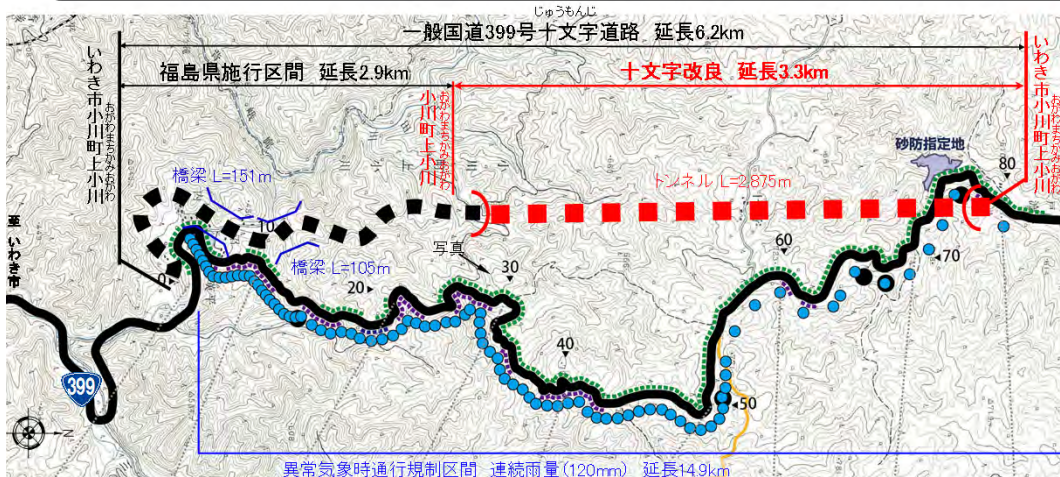 じゅうもんじ
一般国道399号十文字道路 延長6.2km
福島県施行区間 延長2.9km
十文字改良 延長3.3km
いわき市小川町上小川
おがわまちかみおがわ
小川町上小川
おがわまちかみおがわ
いわき市小川町上小川
おがわまちかみおがわ
砂防指定地
80
橋梁 L=151m
トンネル L=2,875m
10
至 いわき市
写真
橋梁 L=105m
0
30
60
70
20
40
399
50
N
異常気象時通行規制区間 連続雨量(120mm) 延長14.9km